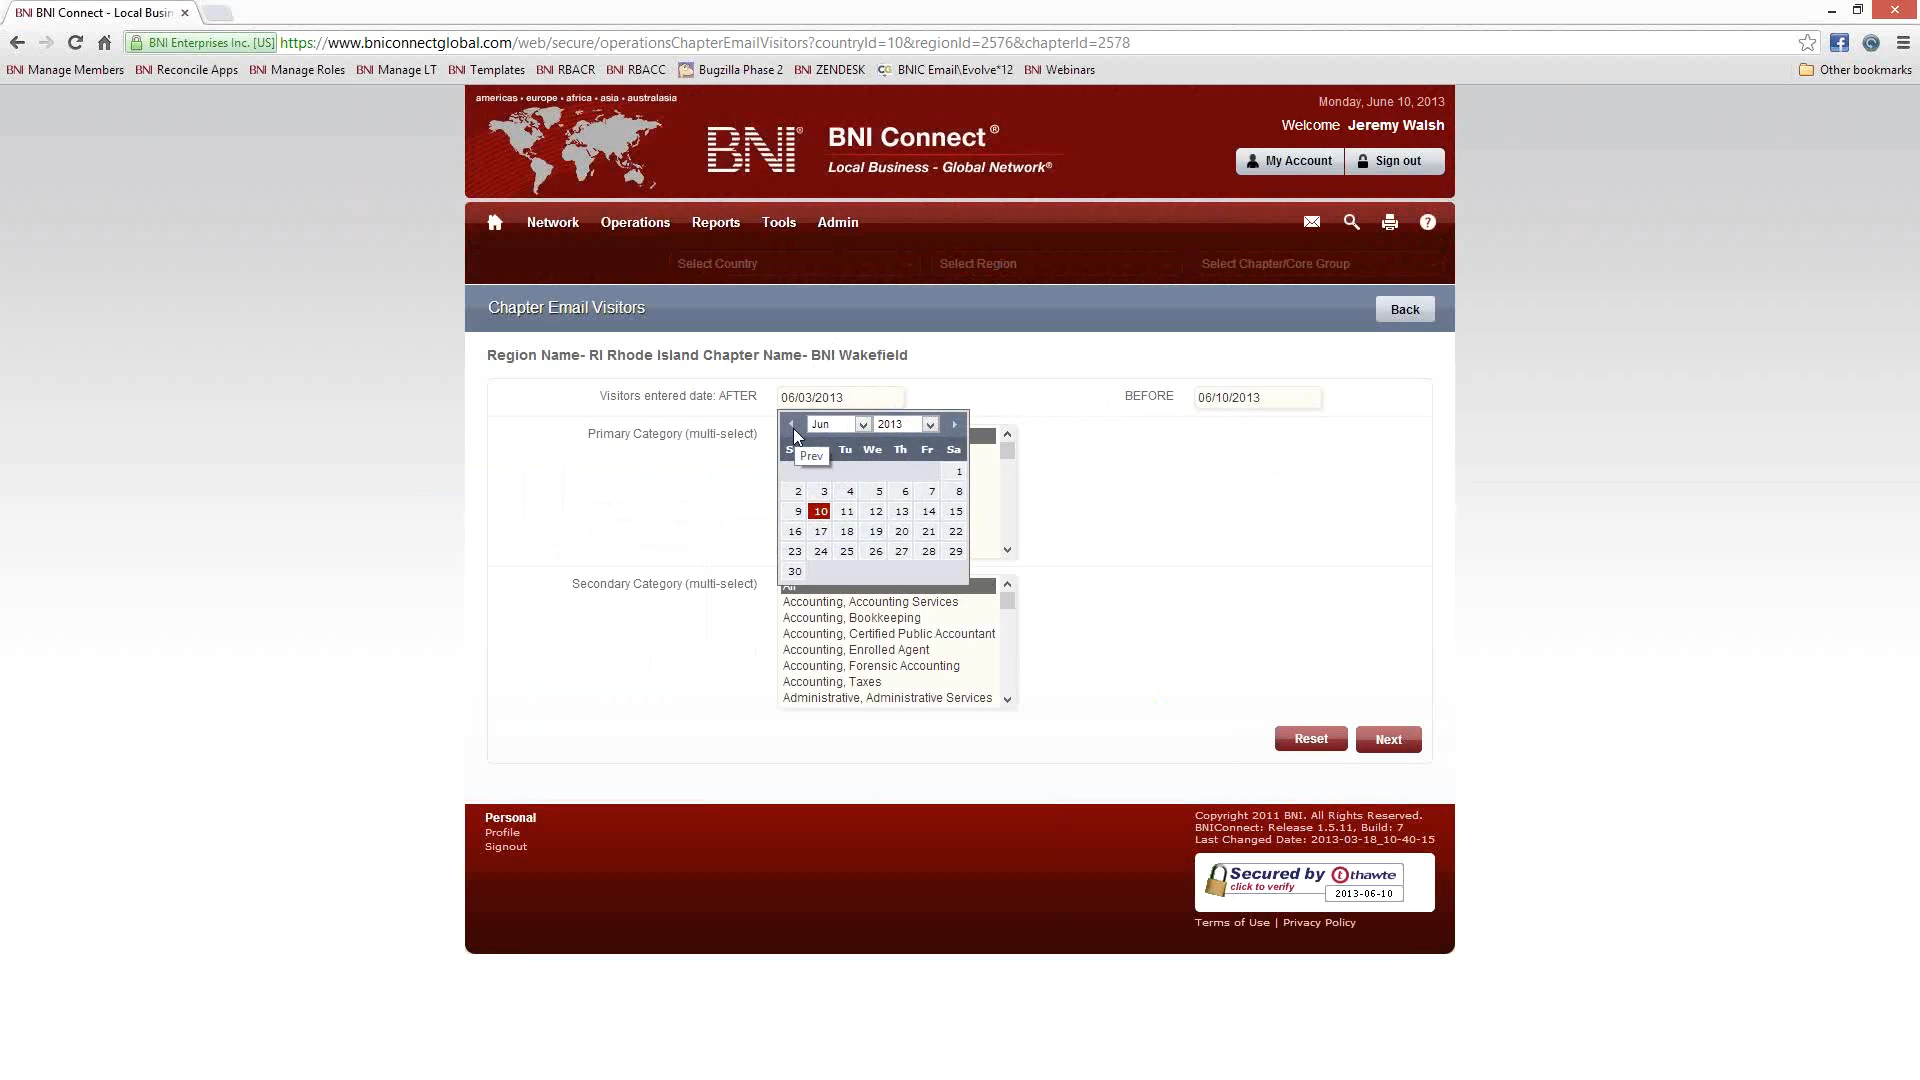 BNI BNI Connect - Local Busin
BNI Enterprises Inc. [US] https://www.bniconnectglobal.com/web/secure/operationsChapterEmailVisitors?countryId=10&regionId=2576&chapterId=2578
BNI Manage Members BNI Reconcile Apps BNI Manage Roles BNI Manage LT BNI Templates BNI RBACR BNI RBACC Bugzilla Phase 2 BNI ZENDESK BNIC Email\Evolve*12 BNI Webinars Other bookmarks
americas • europe • africa • asia • australasia
Monday, June 10, 2013
Welcome Jeremy Walsh
BNI® BNI Connect®
Local Business - Global Network®
My Account Sign out
Network Operations Reports Tools Admin
Select Country Select Region Select Chapter/Core Group
Chapter Email Visitors Back
Region Name- RI Rhode Island Chapter Name- BNI Wakefield
Visitors entered date: AFTER 06/03/2013 BEFORE 06/10/2013
Jun 2013
Primary Category (multi-select)
Tu We Th Fr Sa
Prev
1
2 3 4 5 6 7 8
9 10 11 12 13 14 15
16 17 18 19 20 21 22
23 24 25 26 27 28 29
30
Secondary Category (multi-select)
All
Accounting, Accounting Services
Accounting, Bookkeeping
Accounting, Certified Public Accountant
Accounting, Enrolled Agent
Accounting, Forensic Accounting
Accounting, Taxes
Administrative, Administrative Services
Reset Next
Personal
Profile
Signout
Copyright 2011 BNI. All Rights Reserved.
BNIConnect: Release 1.5.11, Build: 7
Last Changed Date: 2013-03-18_10-40-15
Secured by thawte
click to verify
2013-06-10
Terms of Use | Privacy Policy